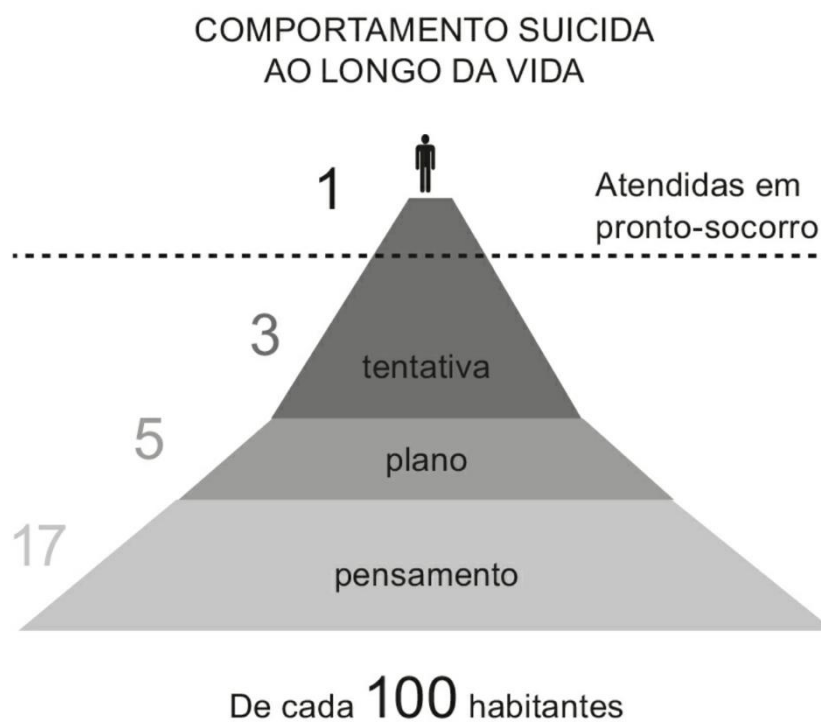 COMPORTAMENTO SUICIDA
AO LONGO DA VIDA
1
Atendidas em
pronto-socorro
3
tentativa
5
plano
17
pensamento
De cada 100 habitantes